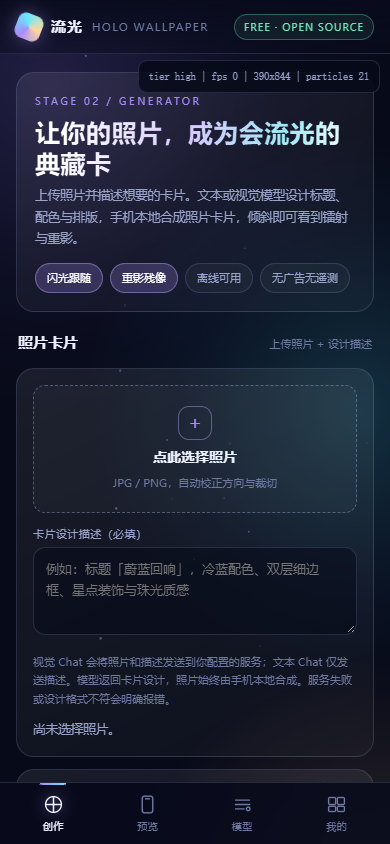 流光 HOLO WALLPAPER FREE · OPEN SOURCE
tier high | fps 0 | 390x844 | particles 21
STAGE 02 / GENERATOR
让你的照片，成为会流光的
典藏卡
上传照片并描述想要的卡片。文本或视觉模型设计标题、
配色与排版，手机本地合成照片卡片，倾斜即可看到镭射
与重影。
闪光跟随 重影残像 离线可用 无广告无遥测
照片卡片 上传照片 + 设计描述
+
点此选择照片
JPG / PNG，自动校正方向与裁切
卡片设计描述（必填）
例如：标题「蔚蓝回响」，冷蓝配色、双层细边
框、星点装饰与珠光质感
视觉 Chat 会将照片和描述发送到你配置的服务；文本 Chat 仅发
送描述。模型返回卡片设计，照片始终由手机本地合成。服务失败
或设计格式不符会明确报错。
尚未选择照片。
创作 预览 模型 我的